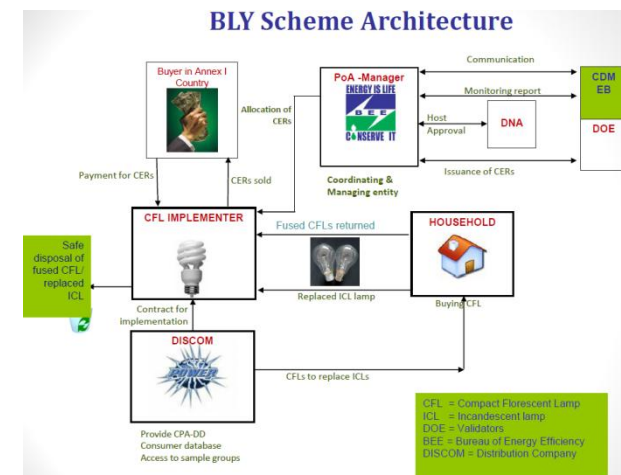 BLY Scheme Architecture
Buyer in Annex I
Country
Payment for CERs
CERs sold
Allocation of
CERs
PoA -Manager
ENERGY IS LIFE
BEE
CONSERVE IT
Coordinating &
Managing entity
Communication
Monitoring report
Host
Approval
DNA
Issuance of CERs
CDM
EB
DOE
CFL IMPLEMENTER
Fused CFLs returned
Replaced ICL lamp
HOUSEHOLD
Buying CFL
Safe
disposal of
fused CFL/
replaced
ICL
Contract for
implementation
DISCOM
POWER
CFLs to replace ICLs
Provide CPA-DD
Consumer database
Access to sample groups
CFL = Compact Florescent Lamp
ICL = Incandescent lamp
DOE = Validators
BEE = Bureau of Energy Efficiency
DISCOM = Distribution Company